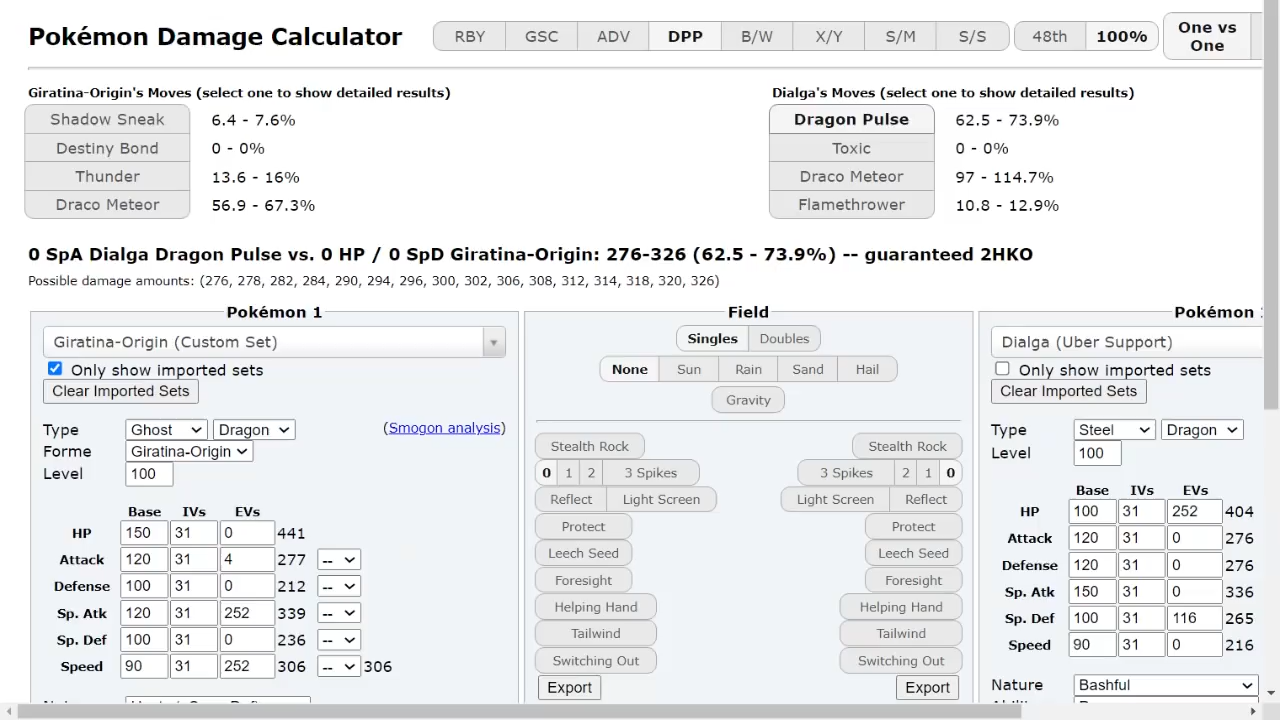 Pokémon Damage Calculator
RBY GSC ADV DPP B/W X/Y S/M S/S 48th 100% One vs One
Giratina-Origin's Moves (select one to show detailed results)
Shadow Sneak 6.4 - 7.6%
Destiny Bond 0 - 0%
Thunder 13.6 - 16%
Draco Meteor 56.9 - 67.3%
Dialga's Moves (select one to show detailed results)
Dragon Pulse 62.5 - 73.9%
Toxic 0 - 0%
Draco Meteor 97 - 114.7%
Flamethrower 10.8 - 12.9%
0 SpA Dialga Dragon Pulse vs. 0 HP / 0 SpD Giratina-Origin: 276-326 (62.5 - 73.9%) -- guaranteed 2HKO
Possible damage amounts: (276, 278, 282, 284, 290, 294, 296, 300, 302, 306, 308, 312, 314, 318, 320, 326)
Pokémon 1
Giratina-Origin (Custom Set)
Only show imported sets
Clear Imported Sets
Type Ghost Dragon (Smogon analysis)
Forme Giratina-Origin
Level 100
Base IVs EVs
HP 150 31 0 441
Attack 120 31 4 277 --
Defense 100 31 0 212 --
Sp. Atk 120 31 252 339 --
Sp. Def 100 31 0 236 --
Speed 90 31 252 306 -- 306
Field
Singles Doubles
None Sun Rain Sand Hail
Gravity
Stealth Rock Stealth Rock
0 1 2 3 Spikes 3 Spikes 2 1 0
Reflect Light Screen Light Screen Reflect
Protect Protect
Leech Seed Leech Seed
Foresight Foresight
Helping Hand Helping Hand
Tailwind Tailwind
Switching Out Switching Out
Export Export
Pokémon
Dialga (Uber Support)
Only show imported sets
Clear Imported Sets
Type Steel Dragon
Level 100
Base IVs EVs
HP 100 31 252 404
Attack 120 31 0 276
Defense 120 31 0 276
Sp. Atk 150 31 0 336
Sp. Def 100 31 116 265
Speed 90 31 0 216
Nature Bashful